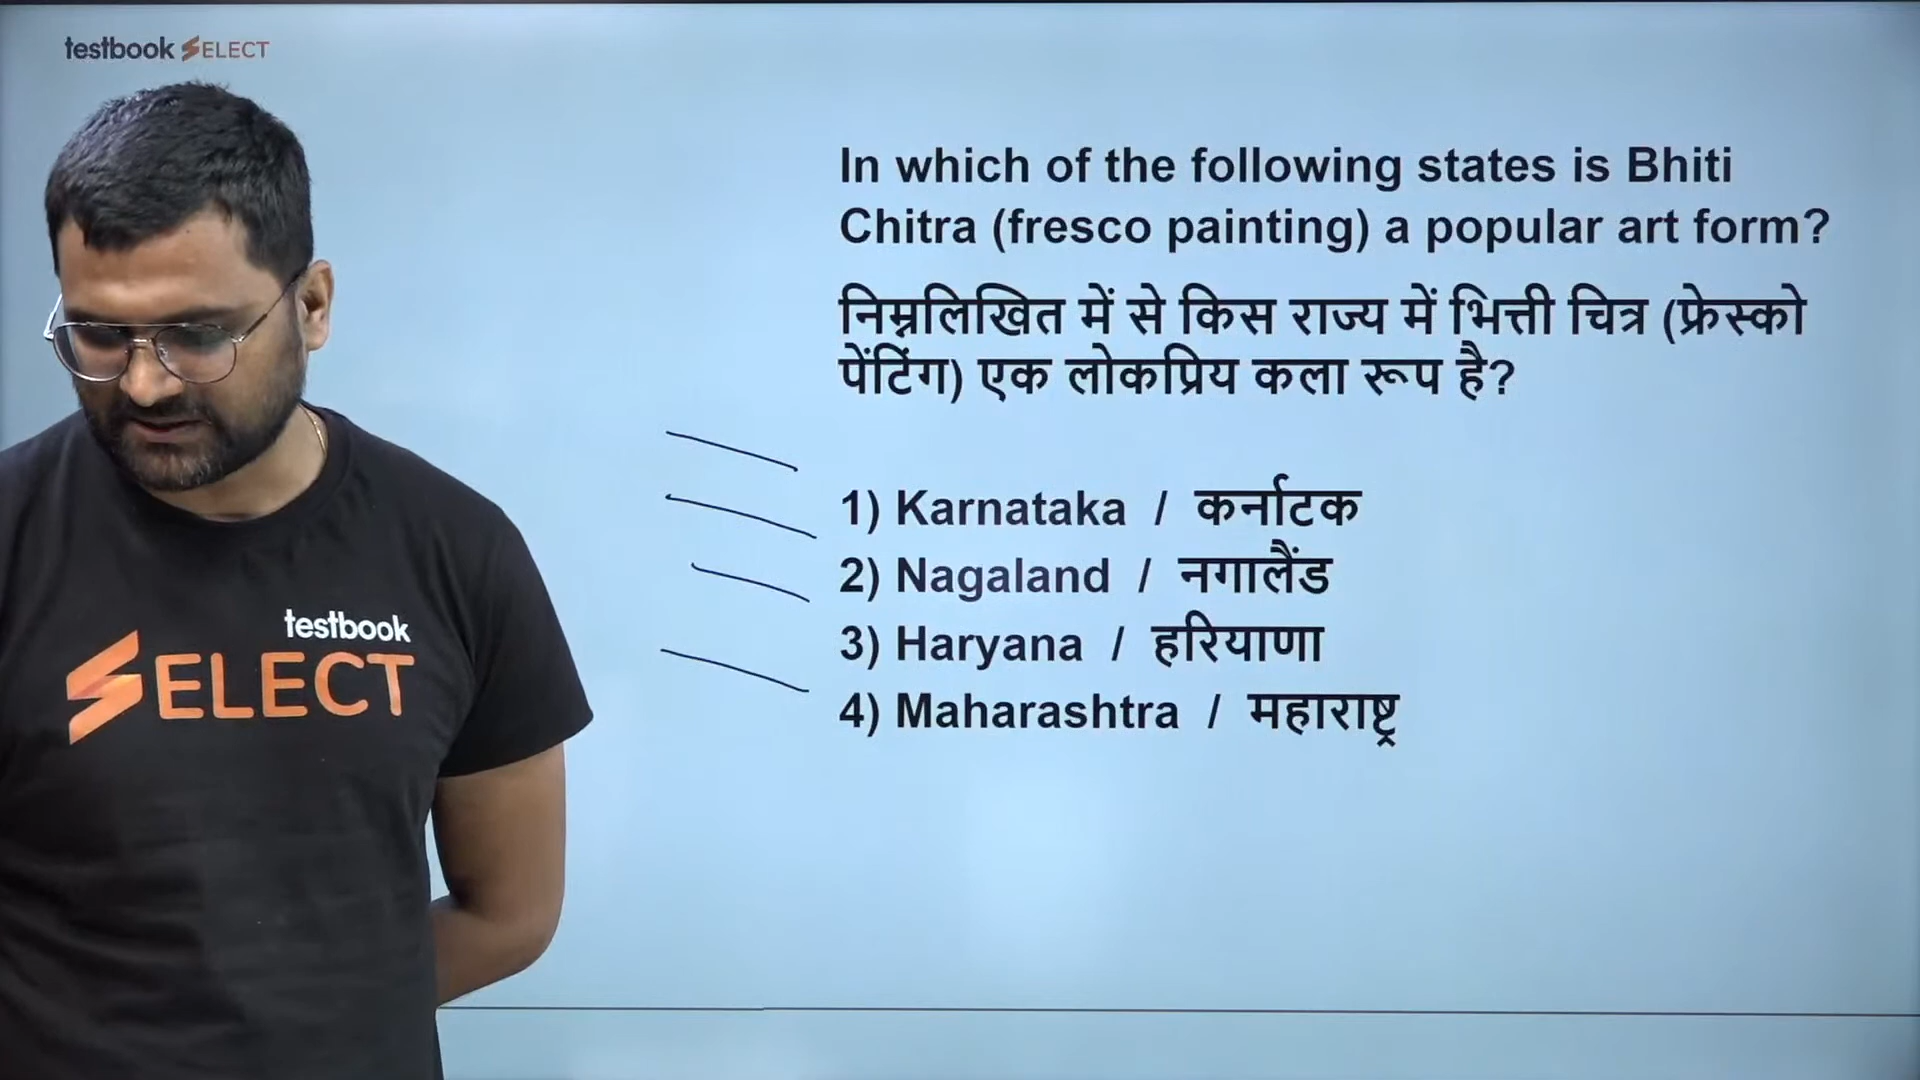 testbook SELECT
In which of the following states is Bhiti
Chitra (fresco painting) a popular art form?
निम्नलिखित में से किस राज्य में भित्ती चित्र (फ्रेस्को
पेंटिंग) एक लोकप्रिय कला रूप है?
1) Karnataka / कर्नाटक
2) Nagaland / नगालैंड
3) Haryana / हरियाणा
4) Maharashtra / महाराष्ट्र
testbook
SELECT